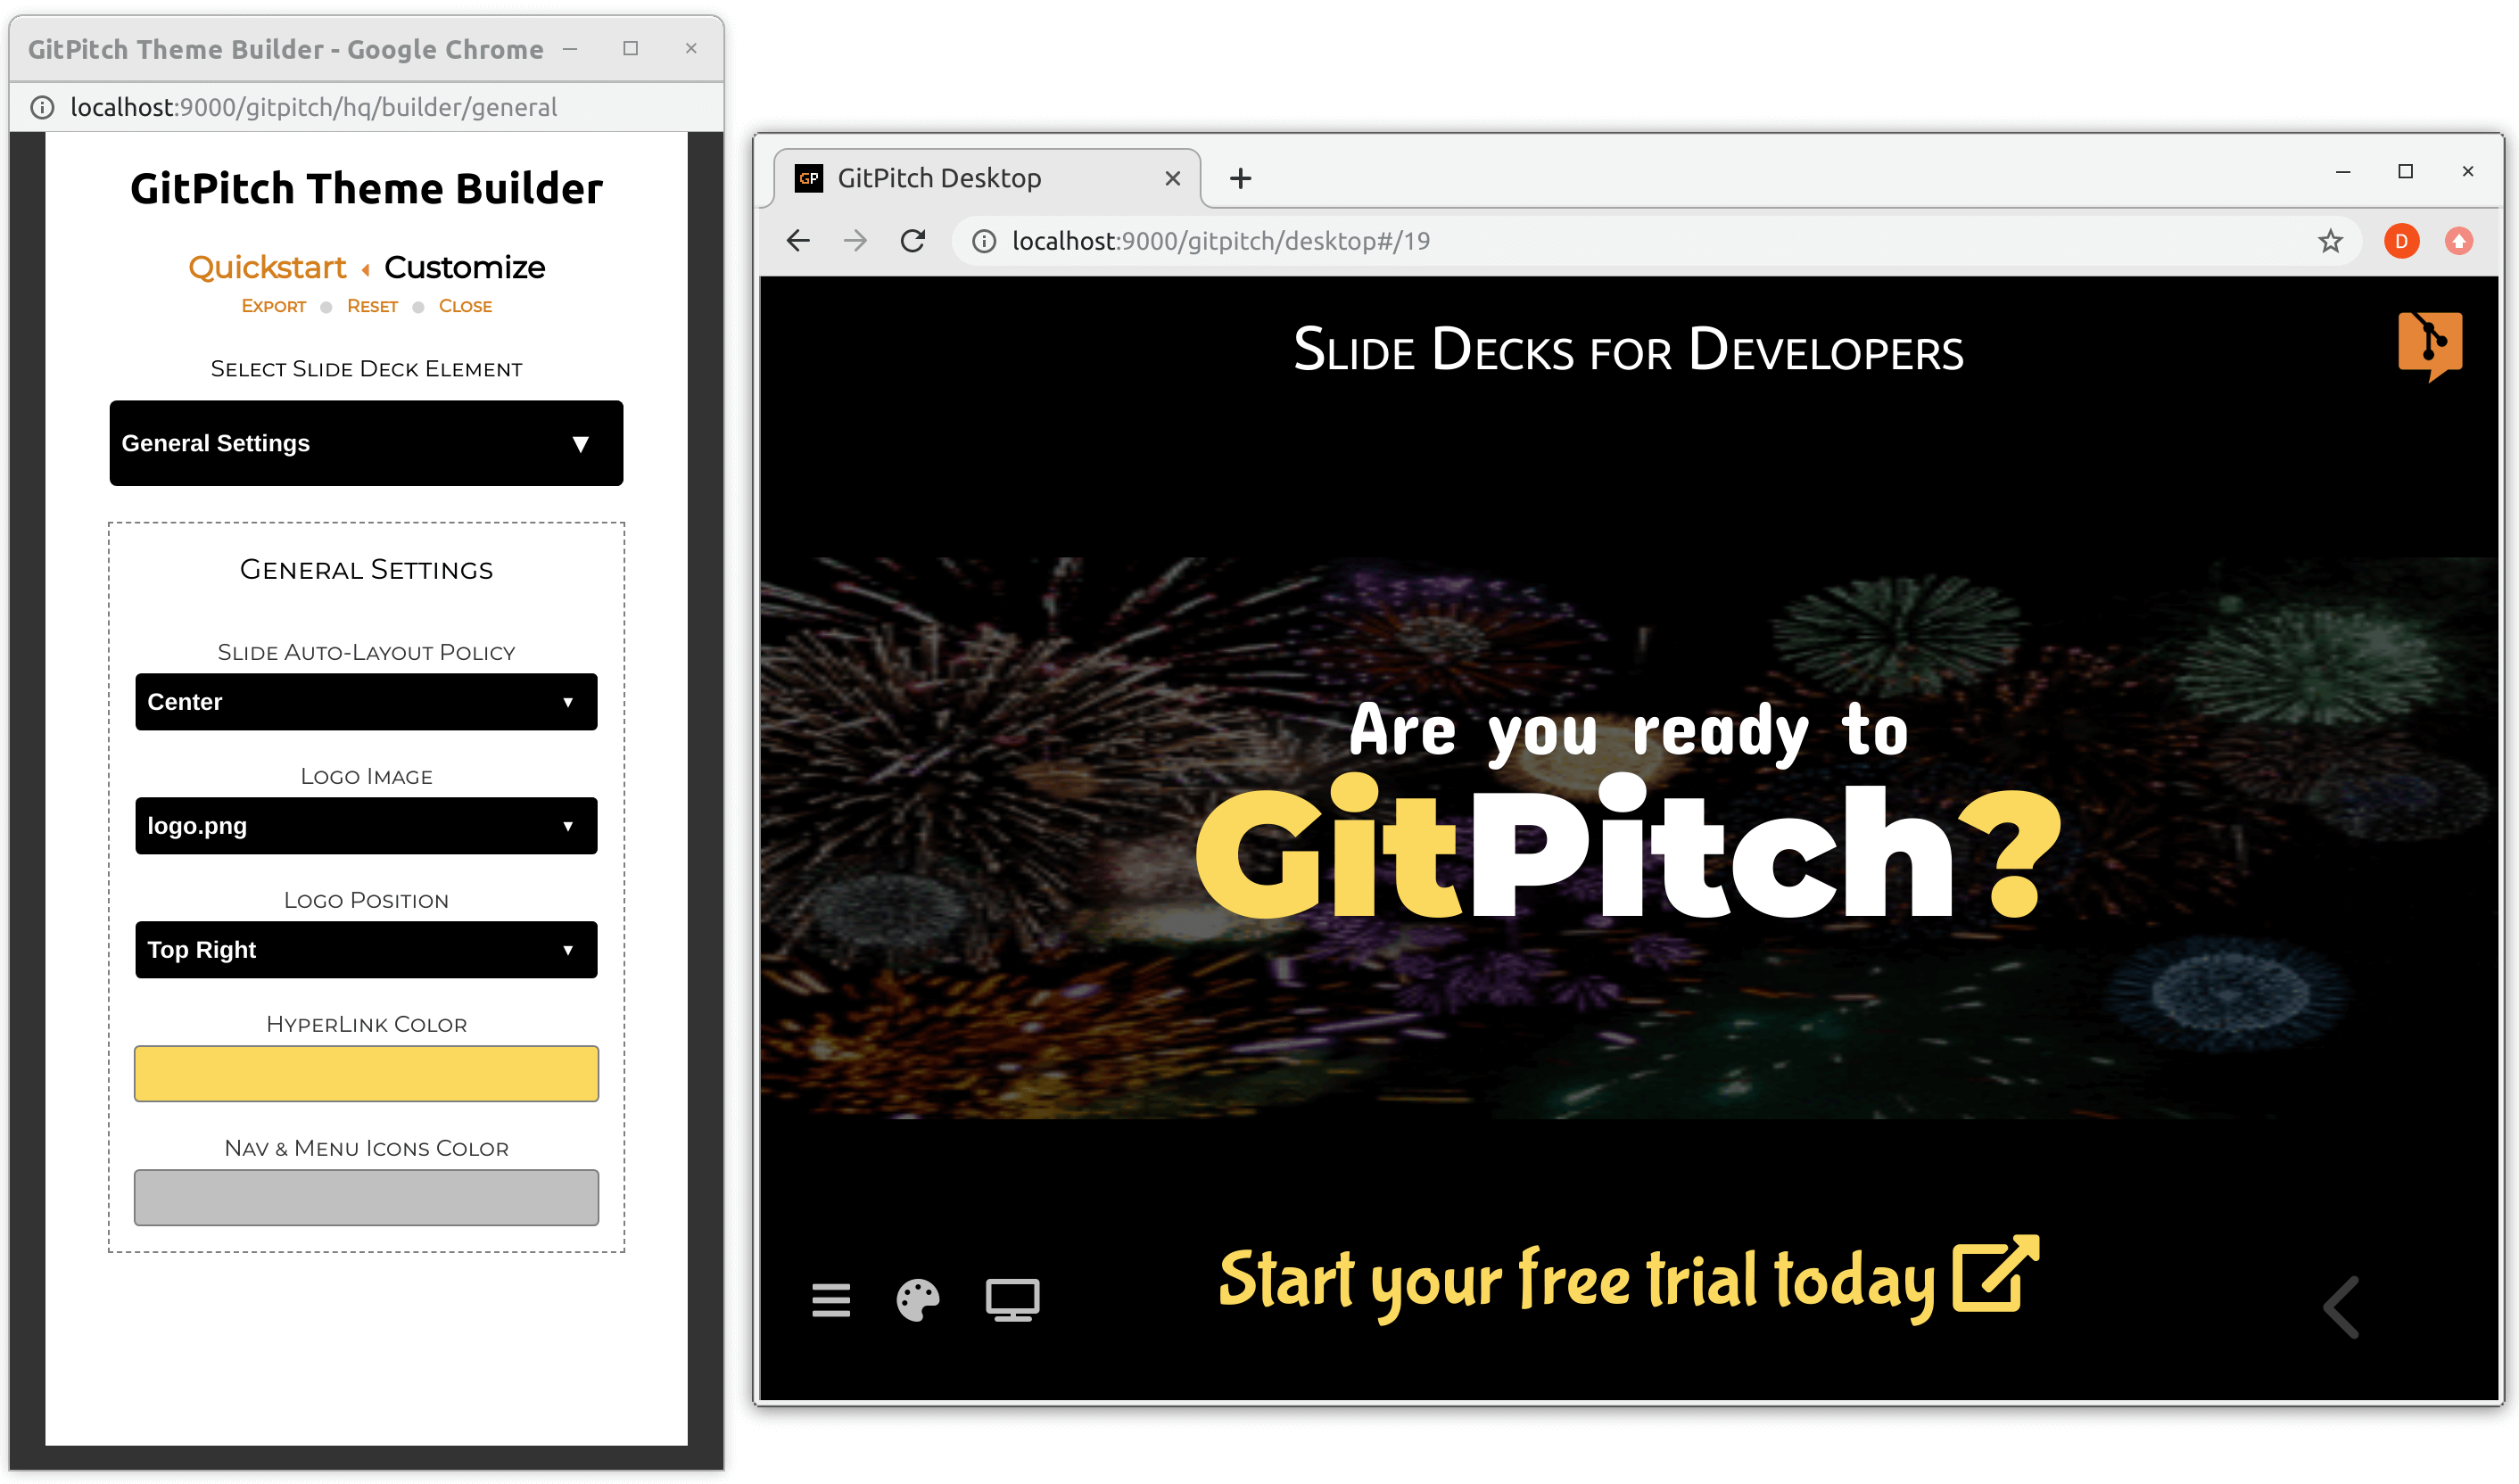 GitPitch Theme Builder - Google Chrome
localhost:9000/gitpitch/hq/builder/general
GitPitch Theme Builder
Quickstart Customize
Export Reset Close
Select Slide Deck Element
General Settings
General Settings
Slide Auto-Layout Policy
Center
Logo Image
logo.png
Logo Position
Top Right
HyperLink Color
Nav & Menu Icons Color
GP GitPitch Desktop
localhost:9000/gitpitch/desktop#/19
D
Slide Decks for Developers
Are you ready to
GitPitch?
Start your free trial today